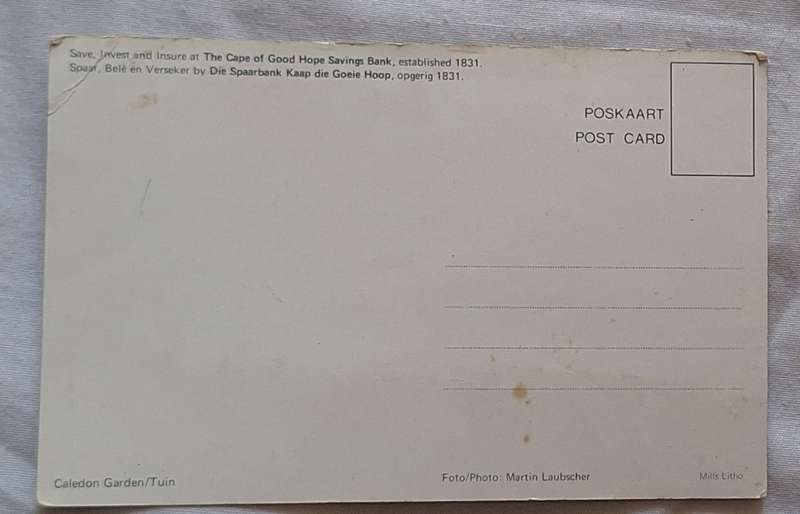 Save, Invest and Insure at The Cape of Good Hope Savings Bank, established 1831.
Spaar, Belê en Verseker by Die Spaarbank Kaap die Goeie Hoop, opgerig 1831.
POSKAART
POST CARD
Caledon Garden/Tuin
Foto/Photo: Martin Laubscher
Mills Litho